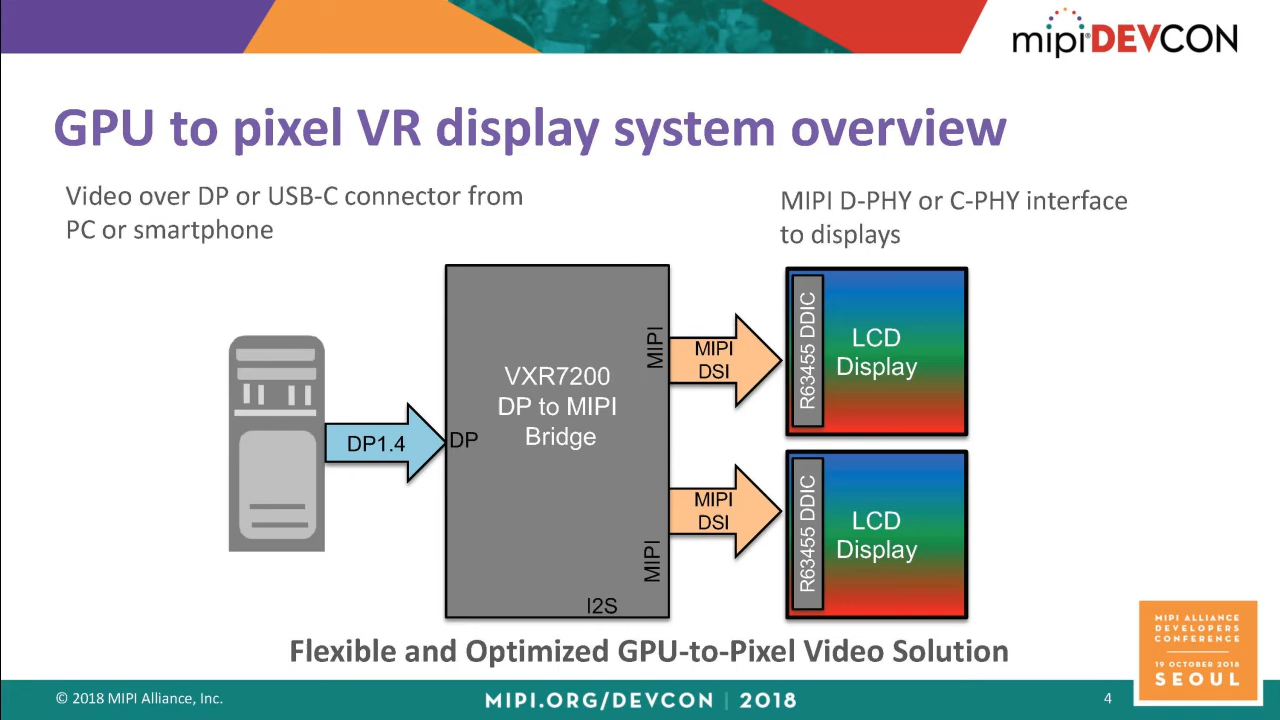 mipi® DEVCON
GPU to pixel VR display system overview
Video over DP or USB-C connector from
PC or smartphone
MIPI D-PHY or C-PHY interface
to displays
DP1.4
DP
VXR7200
DP to MIPI
Bridge
MIPI
MIPI
I2S
MIPI
DSI
MIPI
DSI
R63455 DDIC
LCD
Display
R63455 DDIC
LCD
Display
Flexible and Optimized GPU-to-Pixel Video Solution
MIPI ALLIANCE
DEVELOPERS
CONFERENCE
19 OCTOBER 2018
SEOUL
© 2018 MIPI Alliance, Inc.
MIPI.ORG/DEVCON | 2018
4